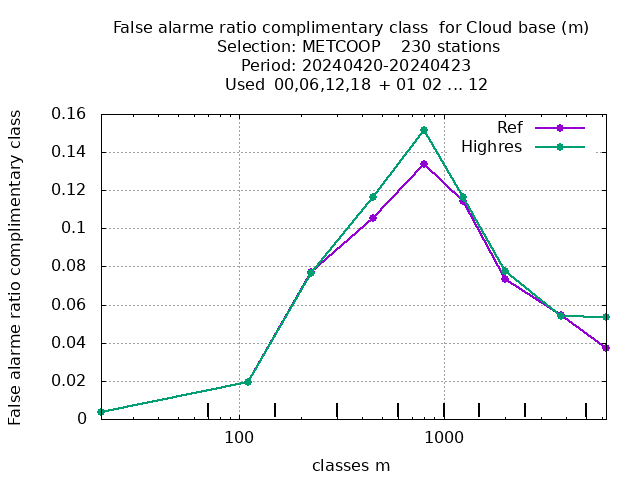 False alarme ratio complimentary class  for Cloud base (m)
Selection: METCOOP    230 stations
Period: 20240420-20240423
Used  00,06,12,18 + 01 02 ... 12
False alarme ratio complimentary class
0.16
0.14
0.12
0.1
0.08
0.06
0.04
0.02
0
Ref
Highres
100
1000
classes m